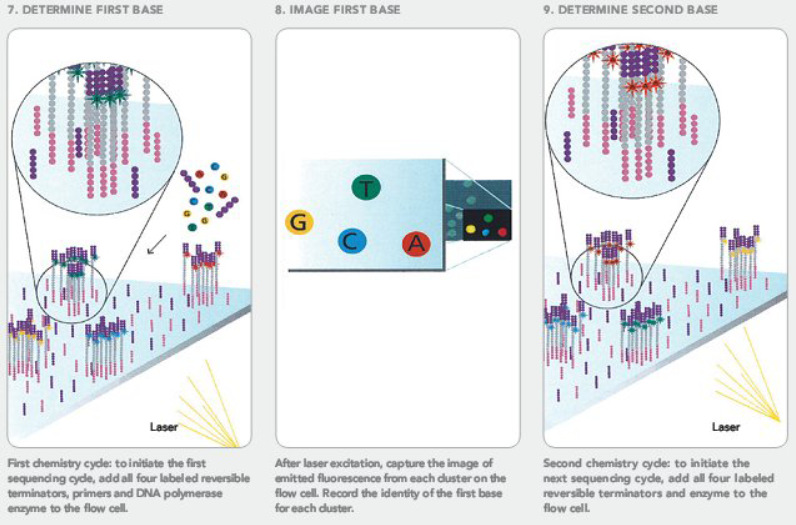 7. DETERMINE FIRST BASE
8. IMAGE FIRST BASE
9. DETERMINE SECOND BASE
G
G
G
Laser
T
G
C
A
Laser
First chemistry cycle: to initiate the first
sequencing cycle, add all four labeled reversible
terminators, primers and DNA polymerase
enzyme to the flow cell.
After laser excitation, capture the image of
emitted fluorescence from each cluster on the
flow cell. Record the identity of the first base
for each cluster.
Second chemistry cycle: to initiate the
next sequencing cycle, add all four labeled
reversible terminators and enzyme to the
flow cell.